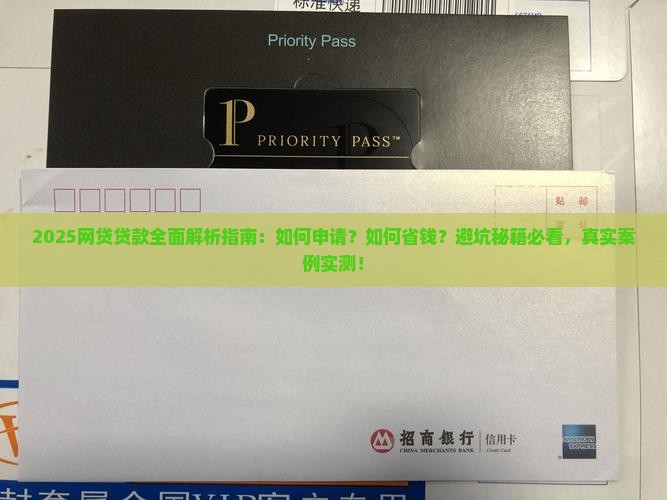 标准快递
Priority Pass
PRIORITY PASS™
贴 邮
2025网贷贷款全面解析指南：如何申请？如何省钱？避坑秘籍必看，真实案
例实测！
招商银行 信用卡
CHINA MERCHANTS BANK Credit Card
AMERICAN
EXPRESS